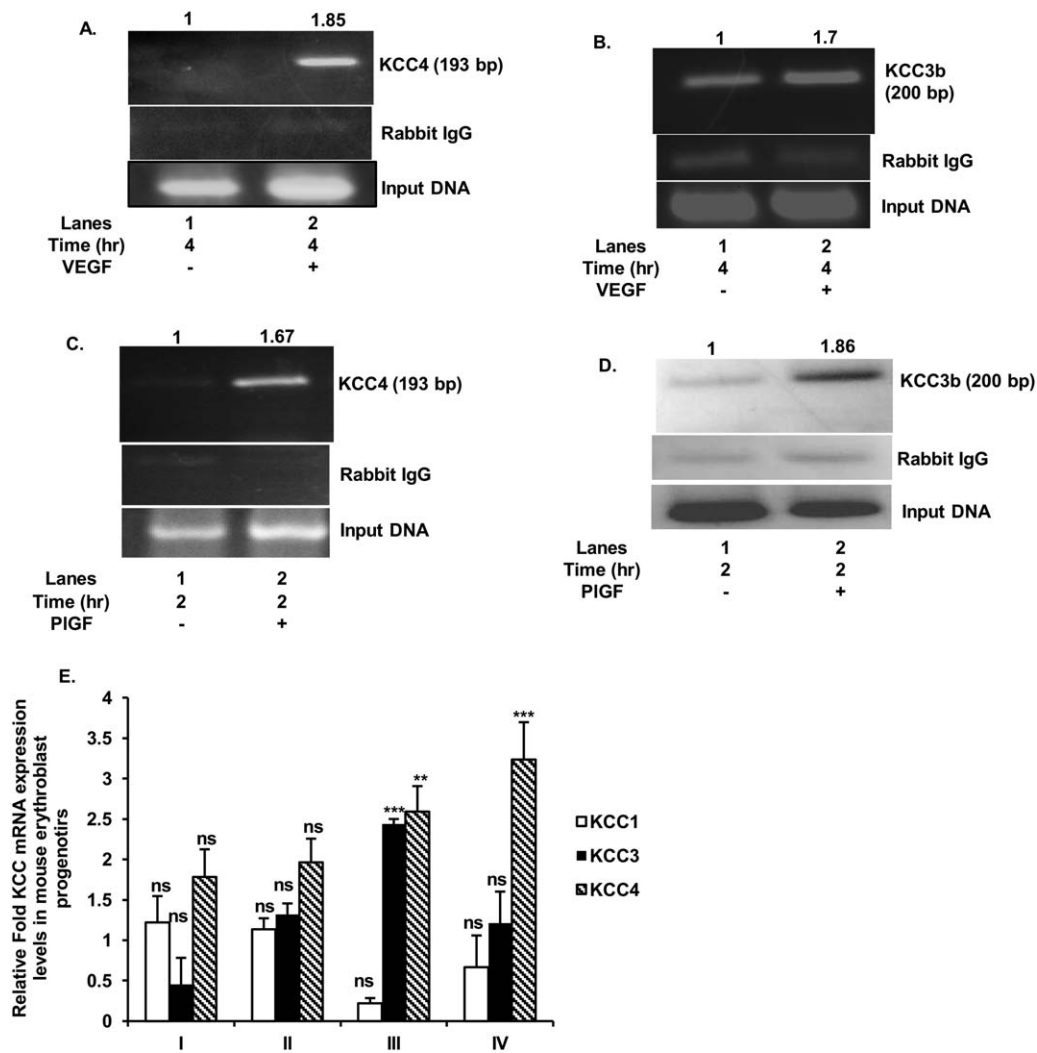 A.
1 1.85
KCC4 (193 bp)
Rabbit IgG
Input DNA
Lanes 1 2
Time (hr) 4 4
VEGF - +
B.
1 1.7
KCC3b
(200 bp)
Rabbit IgG
Input DNA
Lanes 1 2
Time (hr) 4 4
VEGF - +
C.
1 1.67
KCC4 (193 bp)
Rabbit IgG
Input DNA
Lanes 1 2
Time (hr) 2 2
PlGF - +
D.
1 1.86
KCC3b (200 bp)
Rabbit IgG
Input DNA
Lanes 1 2
Time (hr) 2 2
PlGF - +
E.
Relative Fold KCC mRNA expression
levels in mouse erythroblast
progenotirs
4
3.5
3
2.5
2
1.5
1
0.5
0
ns ns ns
ns ns ns
ns *** **
ns ns ***
I II III IV
KCC1
KCC3
KCC4